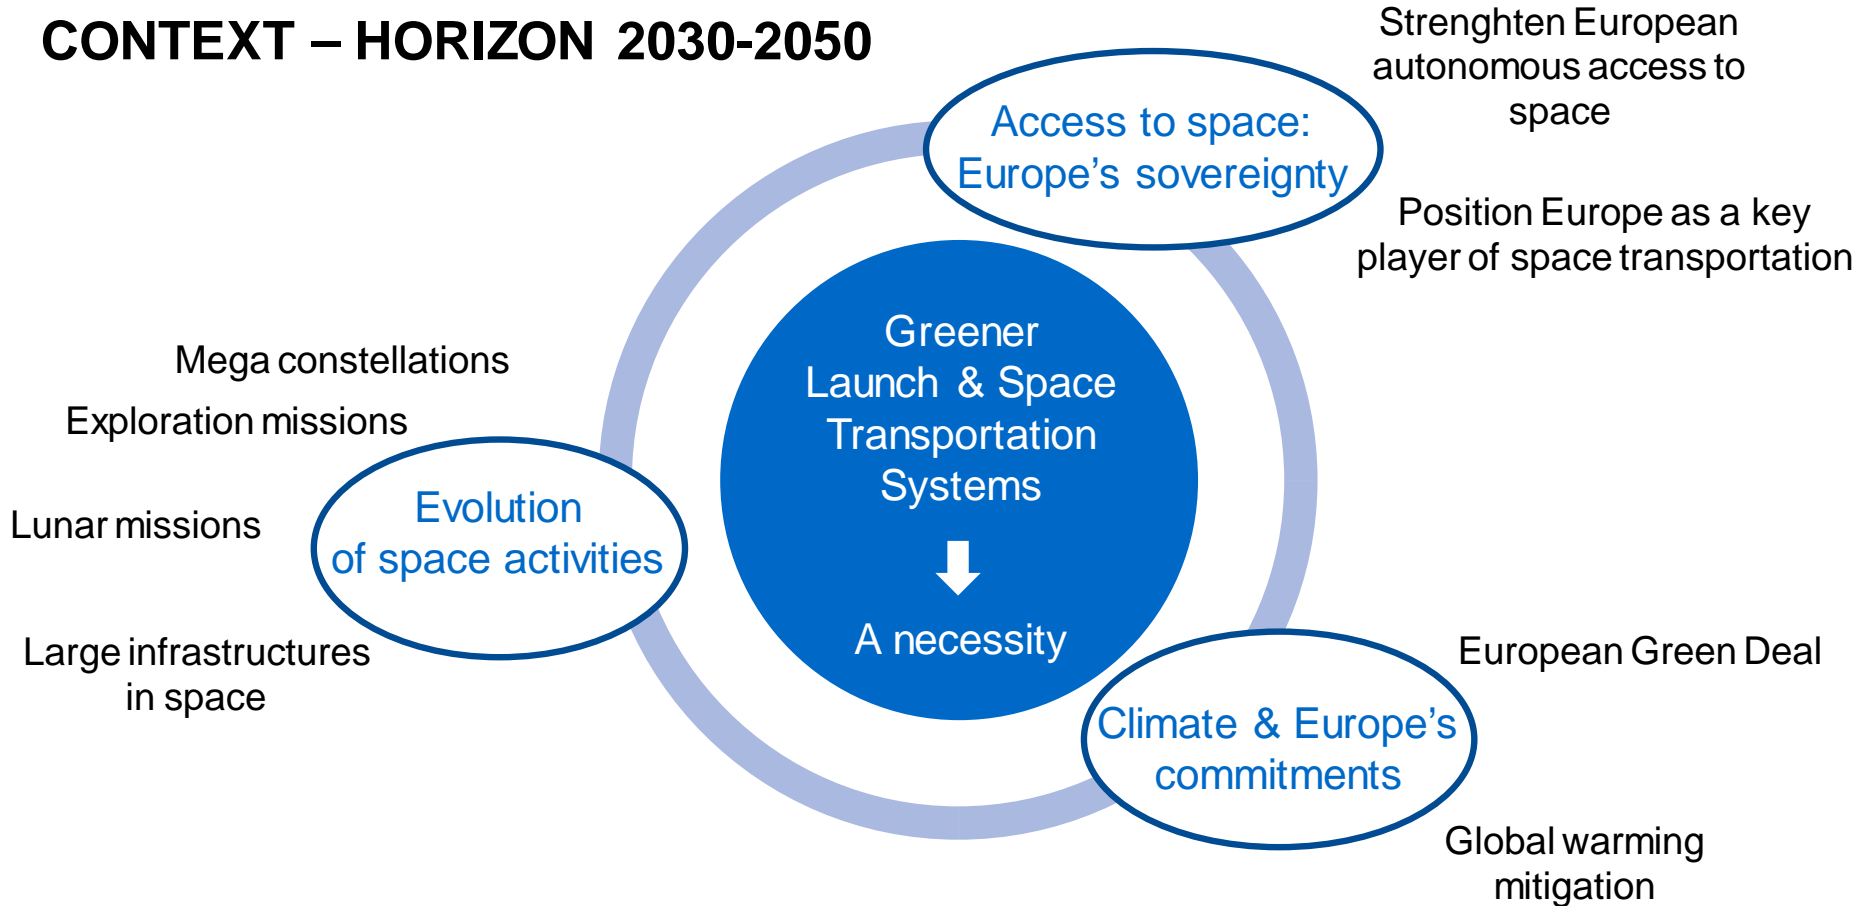 CONTEXT – HORIZON 2030-2050
Strenghten European
autonomous access to
space
Access to space:
Europe's sovereignty
Position Europe as a key
player of space transportation
Greener
Launch & Space
Transportation
Systems
A necessity
Mega constellations
Exploration missions
Lunar missions
Evolution
of space activities
Large infrastructures
in space
European Green Deal
Climate & Europe's
commitments
Global warming
mitigation